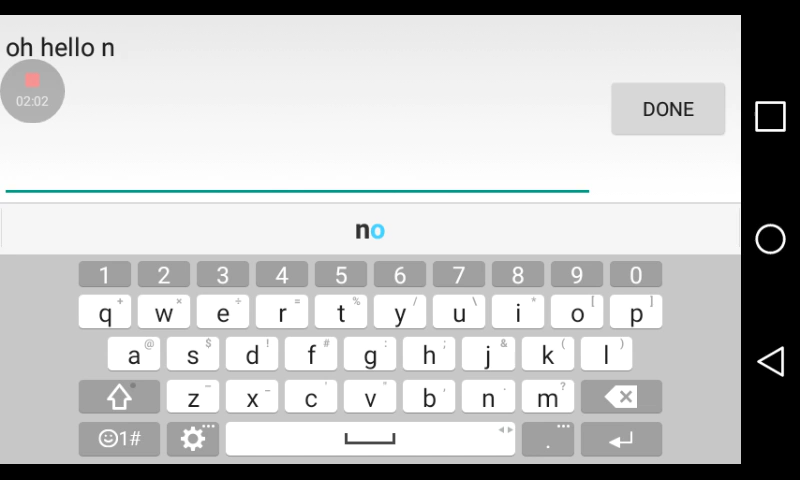 oh hello n
02:02
DONE
no
1 2 3 4 5 6 7 8 9 0
q + w × e ÷ r = t % y / u \ i * o [ p ]
a @ s $ d ! f # g : h ; j & k ( l )
z - x _ c ' v " b , n . m ?
1# .